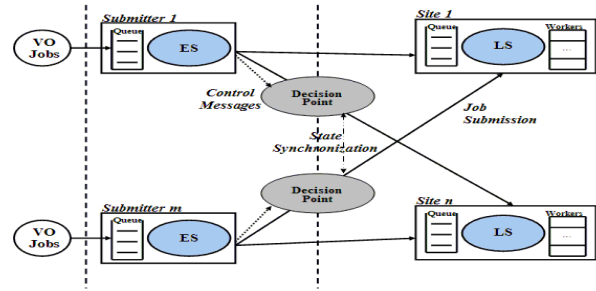 Submitter 1
Site 1
VO
Jobs
Queue
ES
Queue
LS
Workers
...
Control
Messages
Decision
Point
Job
Submission
State
Synchronization
Decision
Point
Submitter m
Site n
VO
Jobs
Queue
ES
Queue
LS
Workers
...